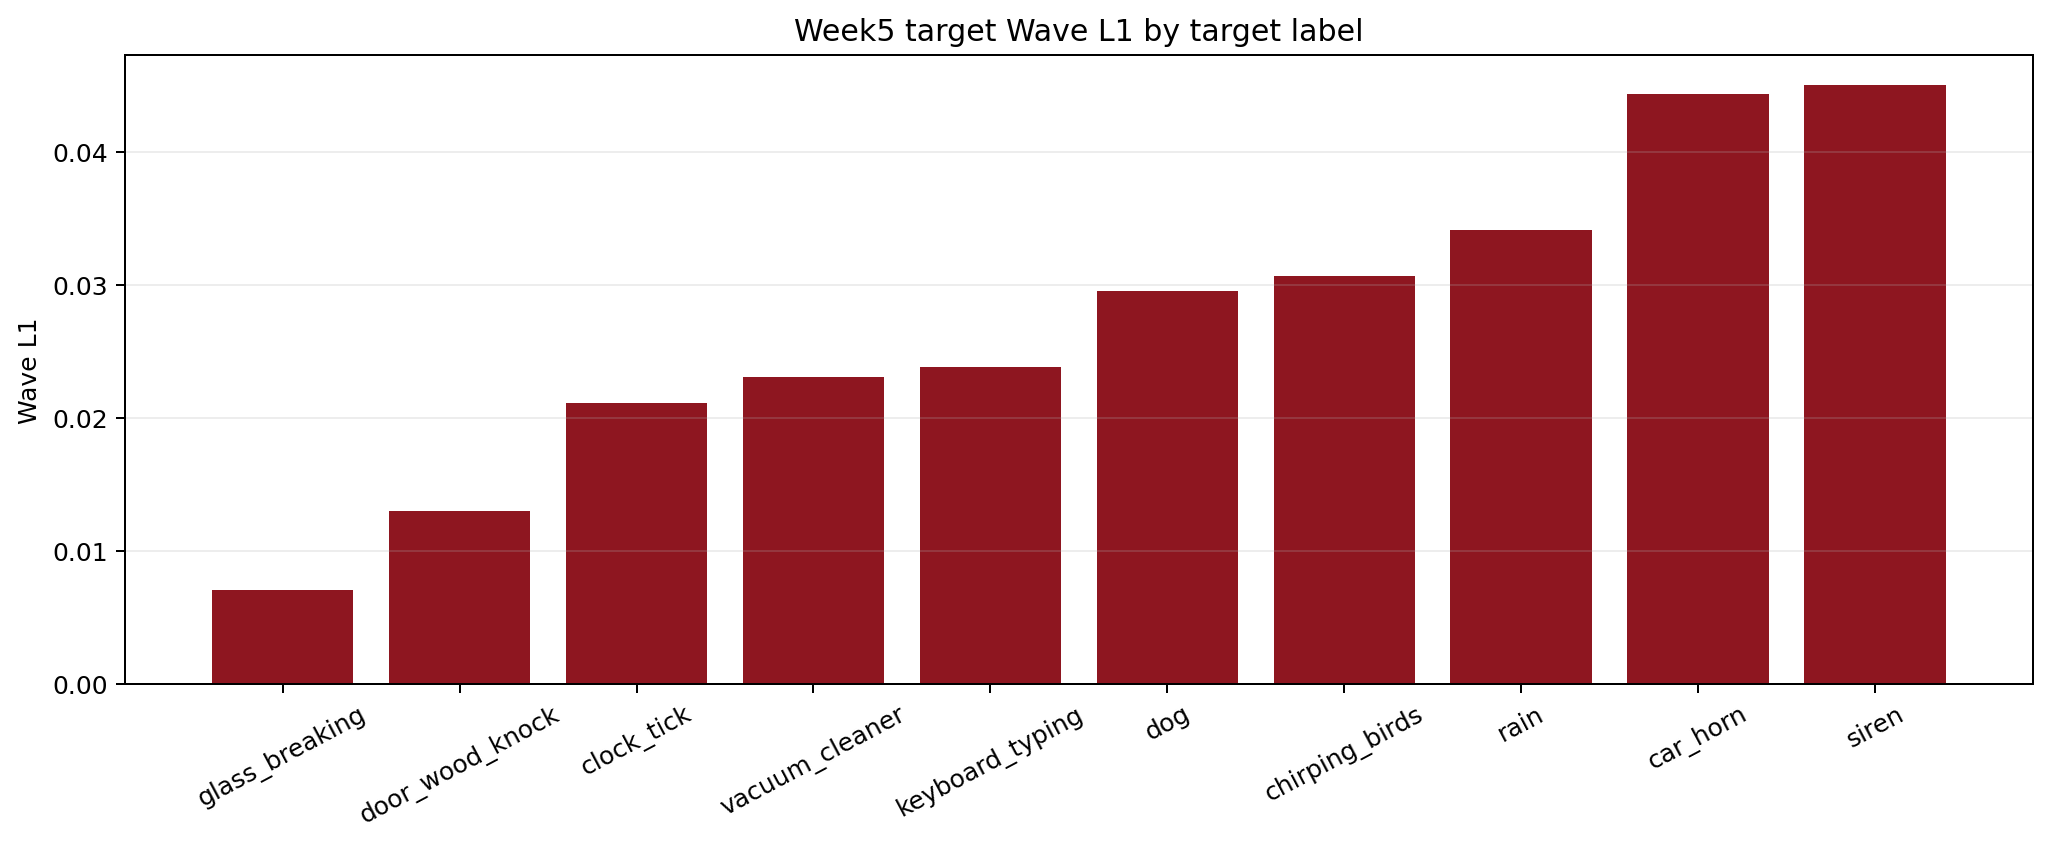 Week5 target Wave L1 by target label
Wave L1
0.04
0.03
0.02
0.01
0.00
glass_breaking
door_wood_knock
clock_tick
vacuum_cleaner
keyboard_typing
dog
chirping_birds
rain
car_horn
siren